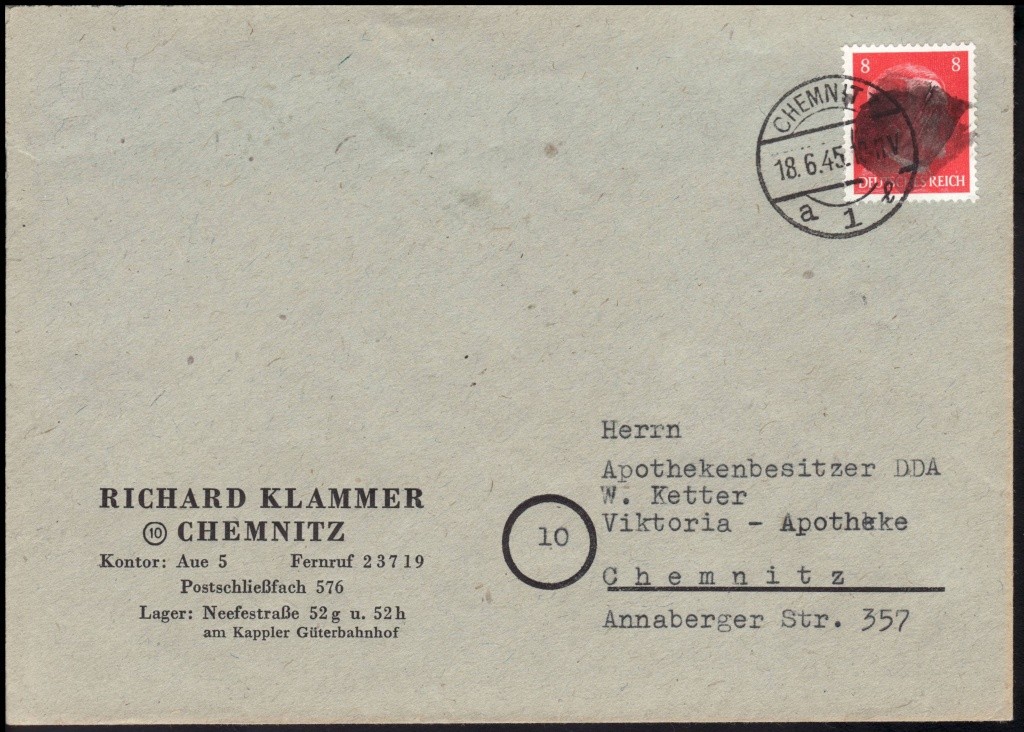 8 8
DEUTSCHES REICH
CHEMNITZ
18.6.45.
a 1 l
Herrn
Apothekenbesitzer DDA
W. Ketter
Viktoria - Apotheke
Chemnitz
Annaberger Str. 357
10
RICHARD KLAMMER
10 CHEMNITZ
Kontor: Aue 5 Fernruf 23719
Postschließfach 576
Lager: Neefestraße 52g u. 52h
am Kappler Güterbahnhof